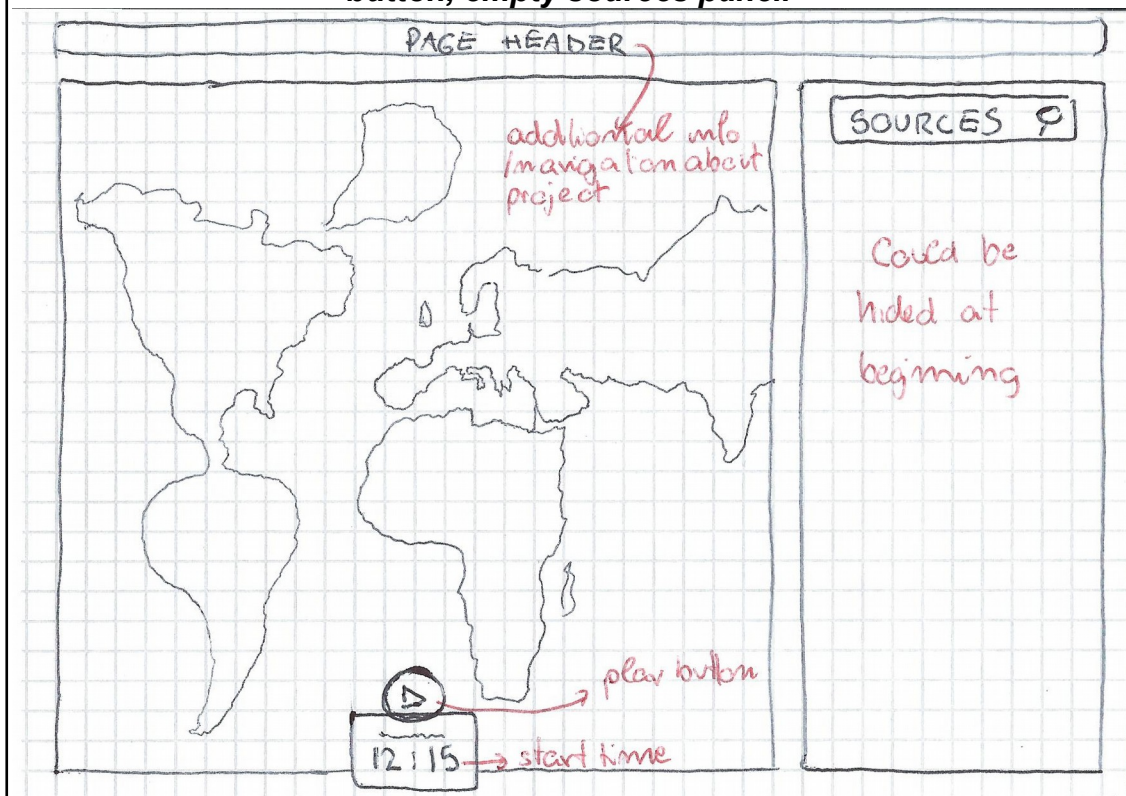 button, empty sources panel.
PAGE HEADER
additional info
/navigation about
project
SOURCES
Could be
hided at
begining
play button
12:15
start time